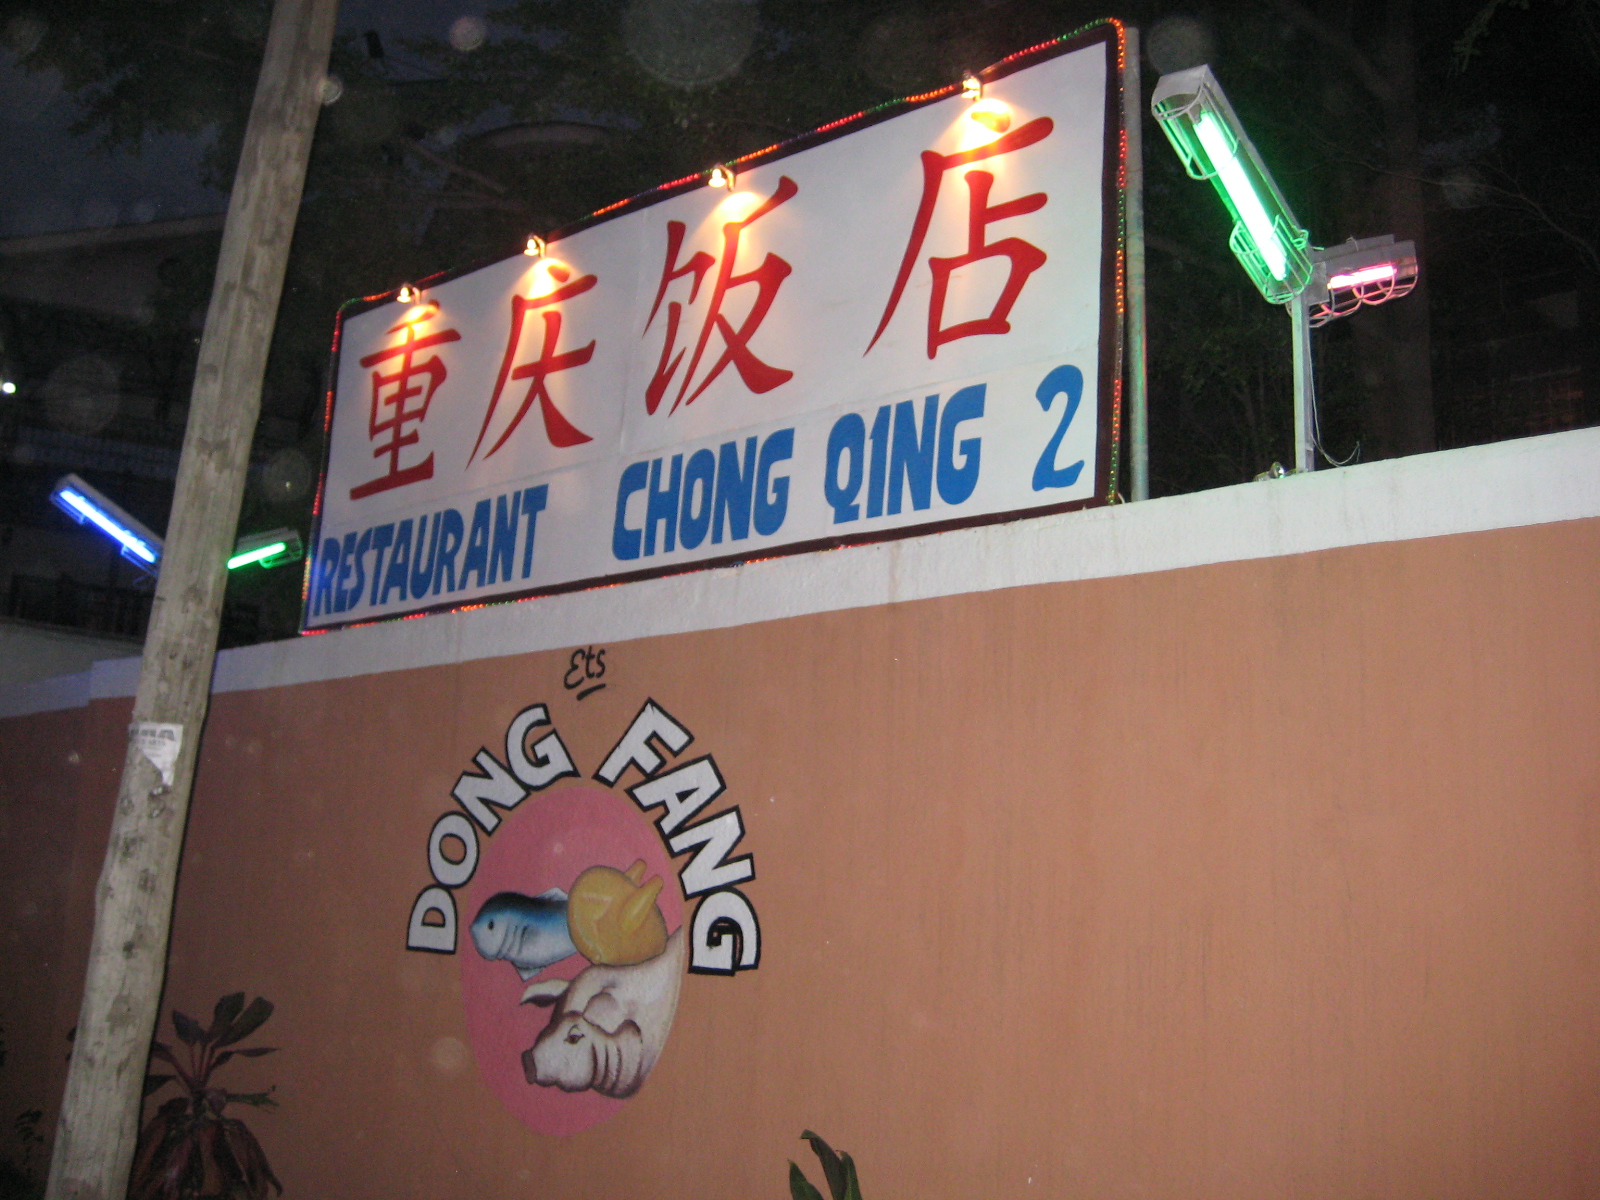 重庆饭店
RESTAURANT CHONG QING 2
Ets
DONG FANG